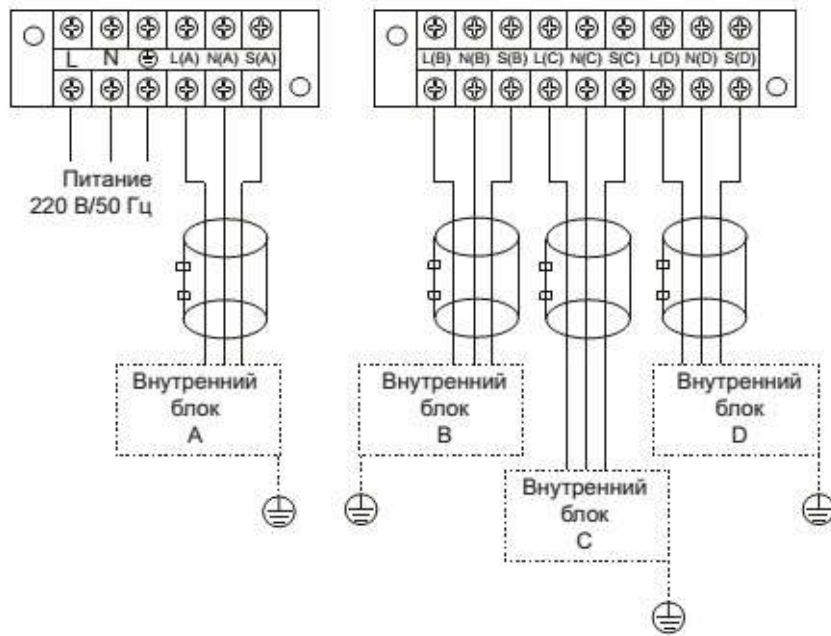 L N L(A) N(A) S(A)
L(B) N(B) S(B) L(C) N(C) S(C) L(D) N(D) S(D)
Питание
220 В/50 Гц
Внутренний
блок
A
Внутренний
блок
B
Внутренний
блок
C
Внутренний
блок
D